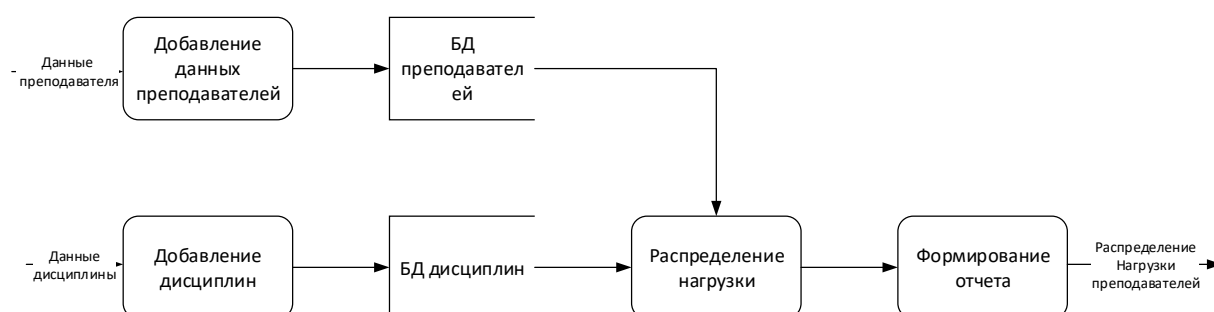 Данные
преподавателя
Добавление
данных
преподавателей
БД
преподавател
ей
Данные
дисциплины
Добавление
дисциплин
БД дисциплин
Распределение
нагрузки
Формирование
отчета
Распределение
Нагрузки
преподавателей